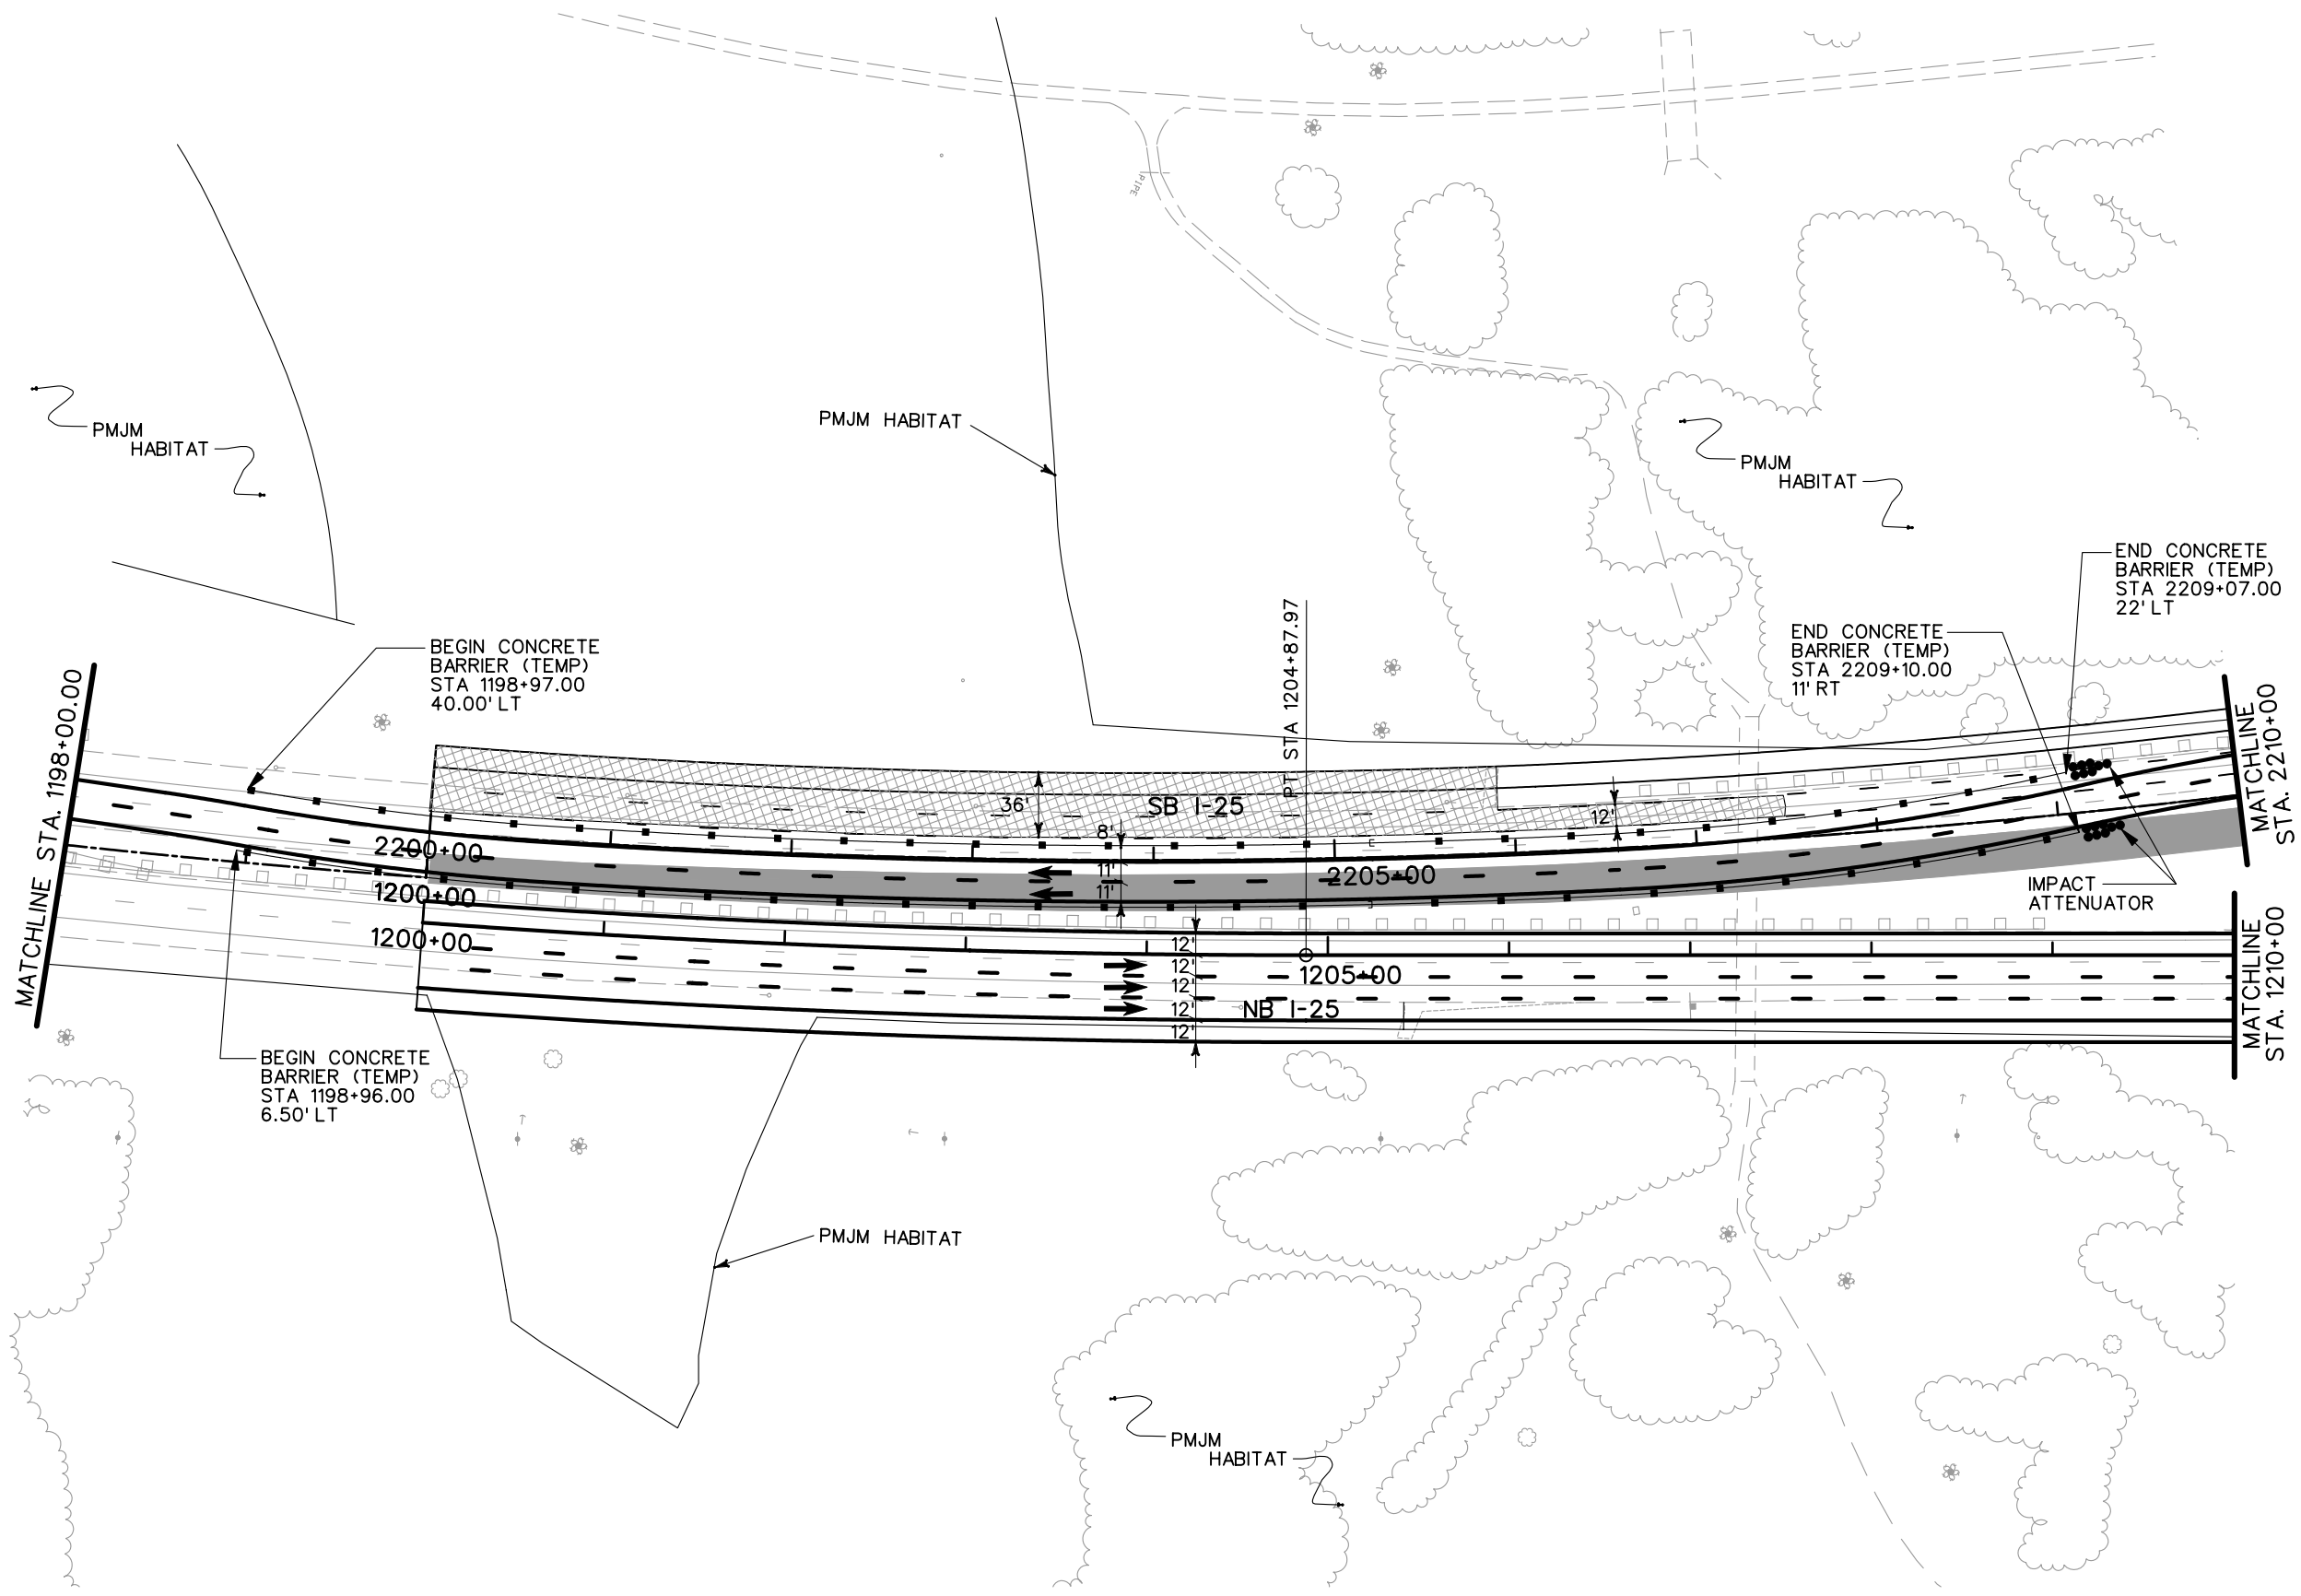 PIPE
PMJM
HABITAT
PMJM HABITAT
PMJM
HABITAT
END CONCRETE
BARRIER (TEMP)
STA 2209+07.00
22' LT
END CONCRETE
BARRIER (TEMP)
STA 2209+10.00
11' RT
BEGIN CONCRETE
BARRIER (TEMP)
STA 1198+97.00
40.00' LT
MATCHLINE STA. 1198+00.00
PT STA 1204+87.97
MATCHLINE
STA. 2210+00
36'
SB I-25
12'
8'
2200+00
11'
11'
2205+00
1200+00
IMPACT
ATTENUATOR
1200+00
12'
12'
12'
12'
12'
1205+00
NB I-25
MATCHLINE
STA. 1210+00
BEGIN CONCRETE
BARRIER (TEMP)
STA 1198+96.00
6.50' LT
PMJM HABITAT
PMJM
HABITAT